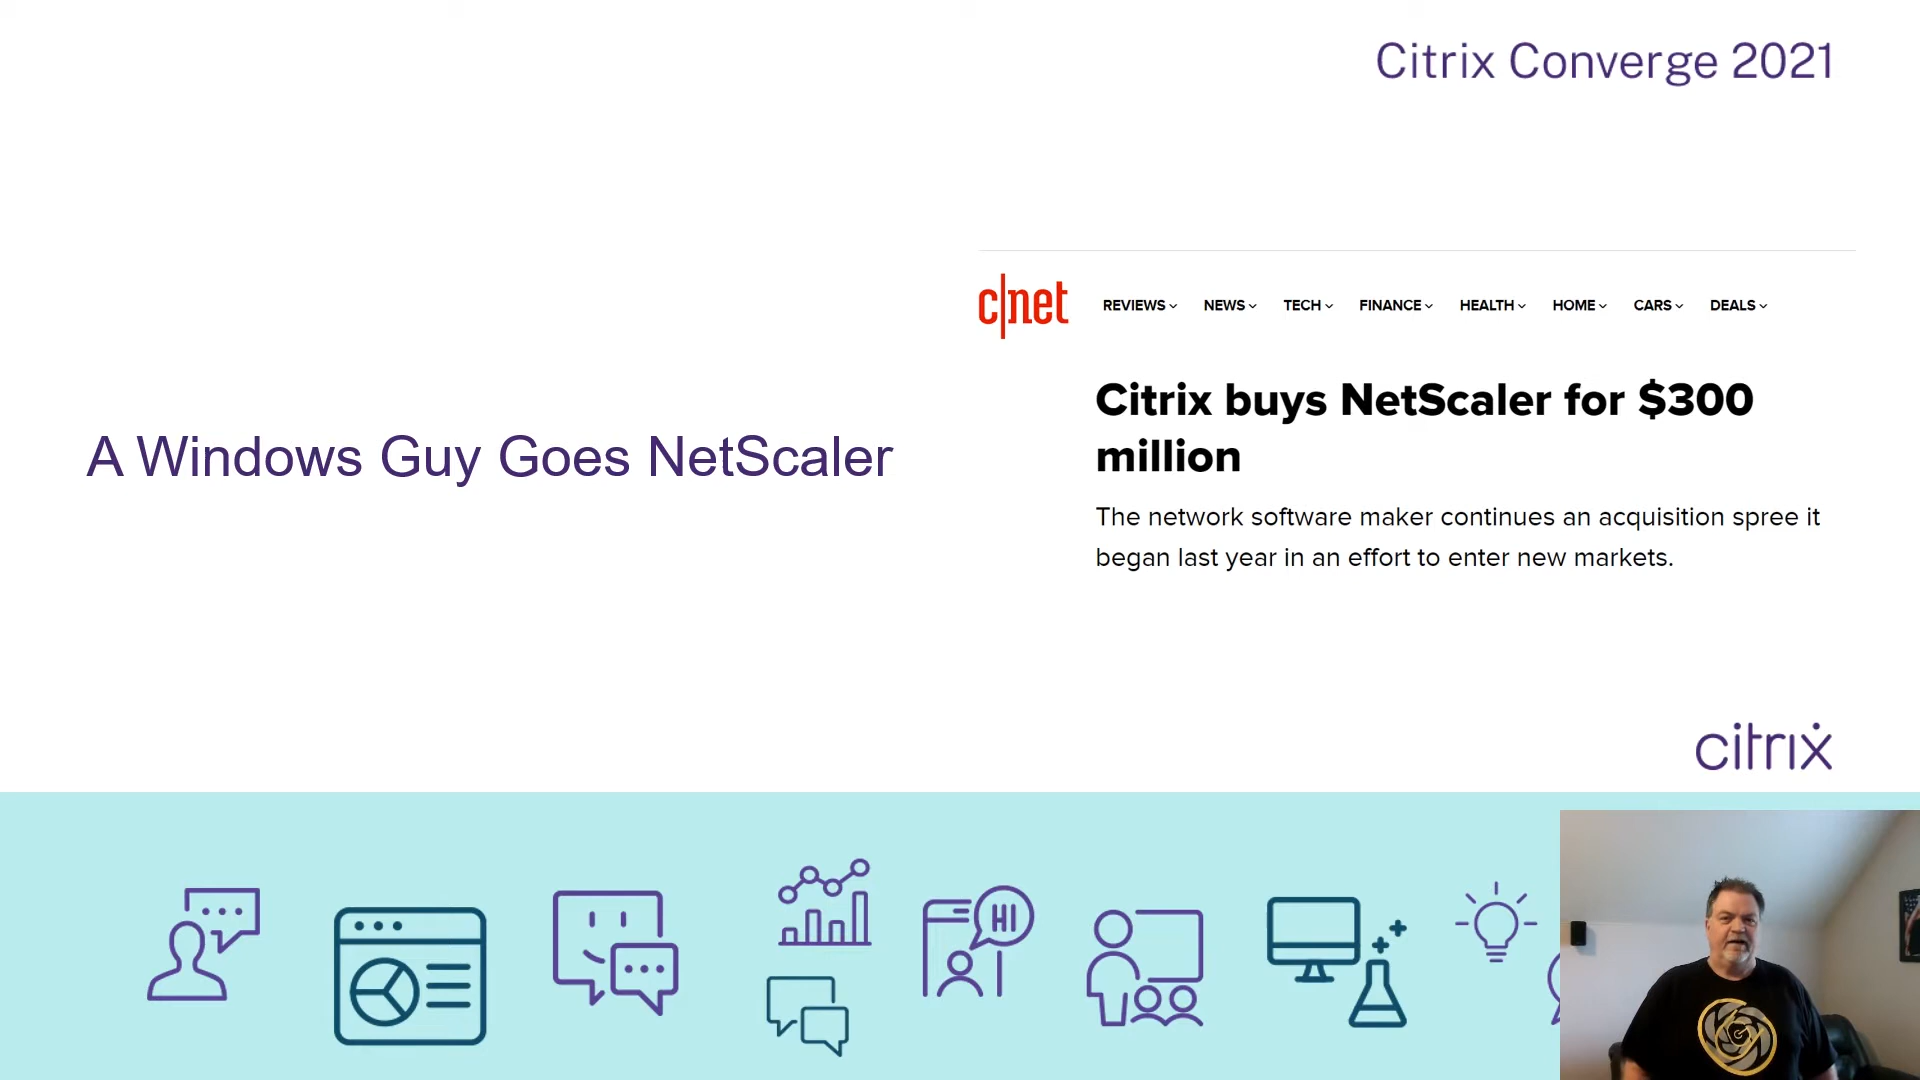 Citrix Converge 2021
c|net
REVIEWS NEWS TECH FINANCE HEALTH HOME CARS DEALS
Citrix buys NetScaler for $300
million
The network software maker continues an acquisition spree it
began last year in an effort to enter new markets.
A Windows Guy Goes NetScaler
citrix
HI